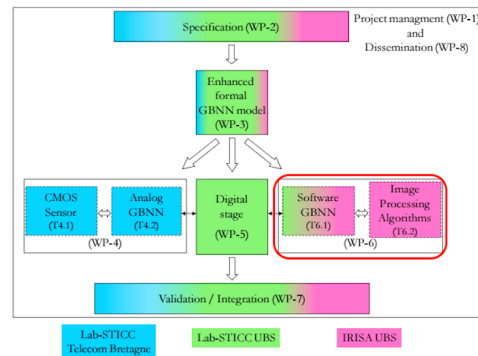 Specification (WP-2)
Project managment (WP-1)
and
Dissemination (WP-8)
Enhanced
formal
GBNN model
(WP-3)
CMOS
Sensor
(T4.1)
Analog
GBNN
(T4.2)
(WP-4)
Digital
stage
(WP-5)
Software
GBNN
(T6.1)
Image
Processing
Algorithms
(T6.2)
(WP-6)
Validation / Integration (WP-7)
Lab-STICC
Telecom Bretagne
Lab-STICC UBS
IRISA UBS